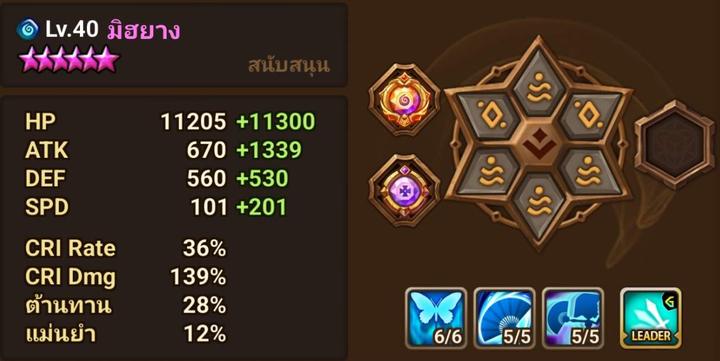 Lv.40 มิฮยาง
สนับสนุน
HP 11205 +11300
ATK 670 +1339
DEF 560 +530
SPD 101 +201
CRI Rate 36%
CRI Dmg 139%
ต้านทาน 28%
แม่นยำ 12%
6/6 5/5 5/5 G
LEADER